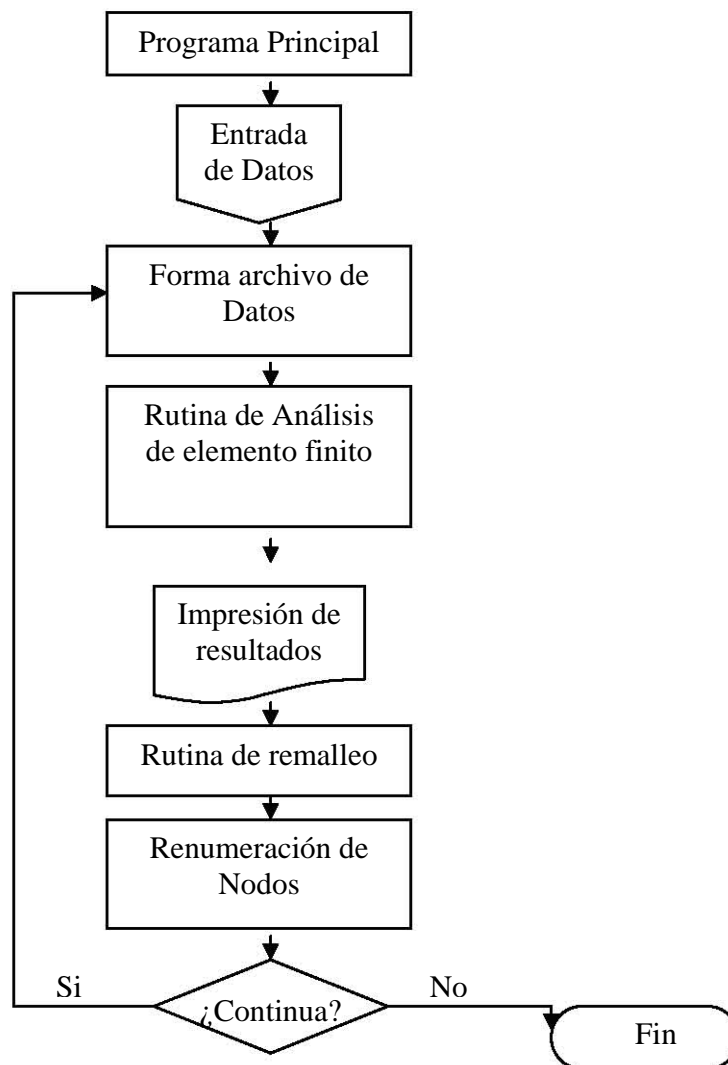 Programa Principal
Entrada
de Datos
Forma archivo de
Datos
Rutina de Análisis
de elemento finito
Impresión de
resultados
Rutina de remalleo
Renumeración de
Nodos
Si
¿Continua?
No
Fin